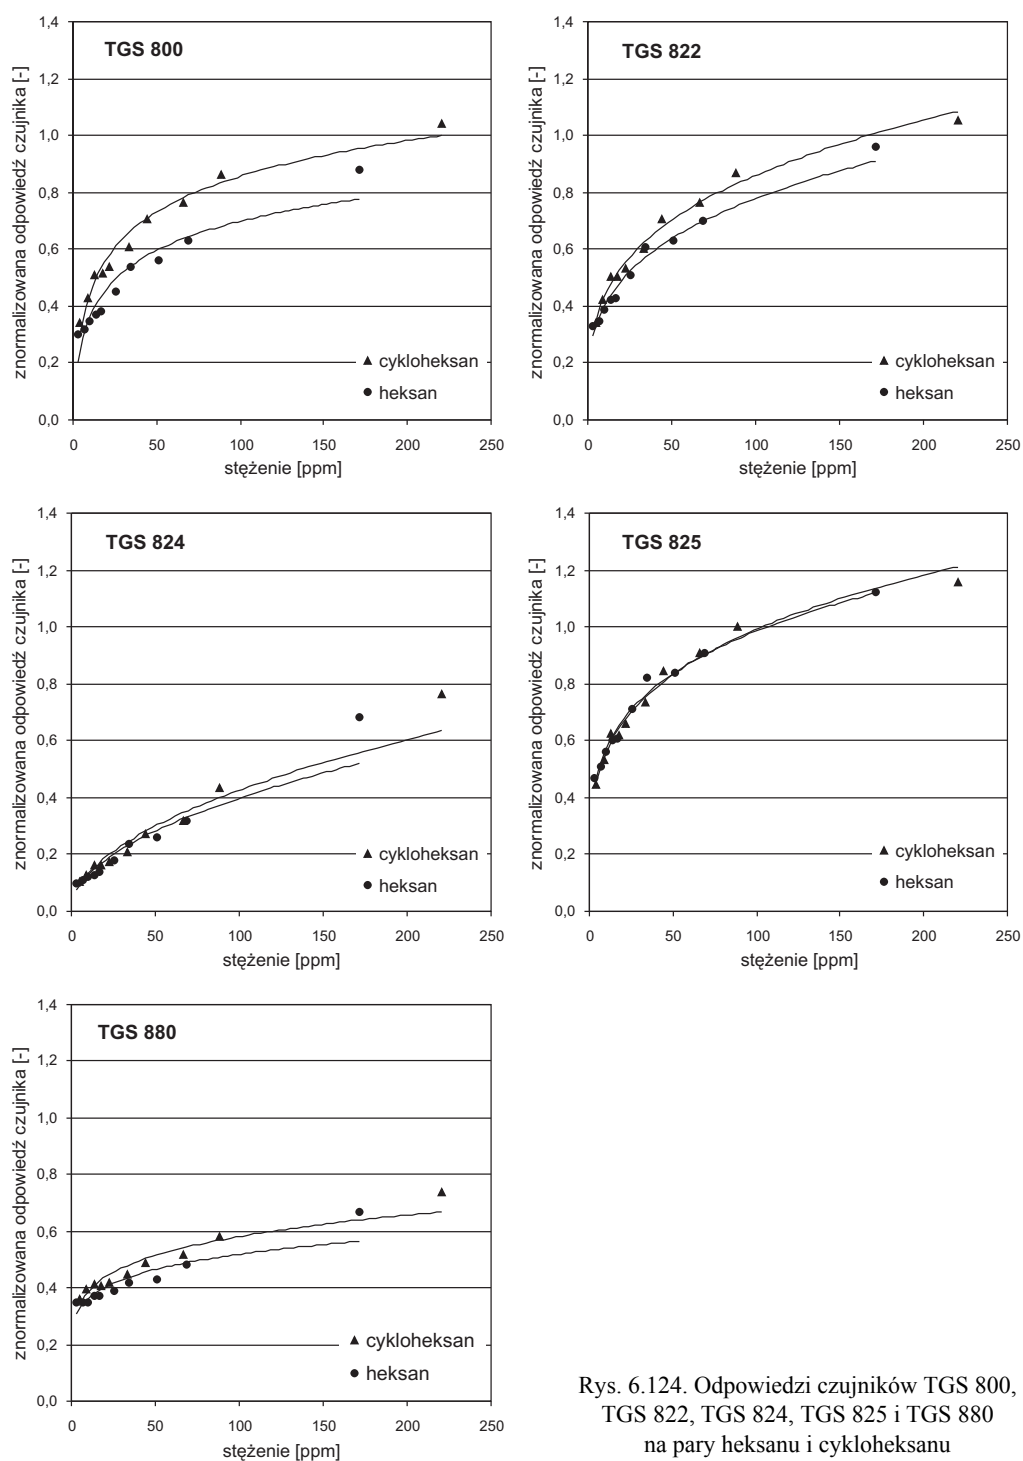 TGS 800
1,4
1,2
1,0
0,8
0,6
0,4
0,2
0,0
znormalizowana odpowiedź czujnika [-]
▲ cykloheksan
● heksan
0 50 100 150 200 250
stężenie [ppm]
TGS 822
1,4
1,2
1,0
0,8
0,6
0,4
0,2
0,0
znormalizowana odpowiedź czujnika [-]
▲ cykloheksan
● heksan
0 50 100 150 200 250
stężenie [ppm]
TGS 824
1,4
1,2
1,0
0,8
0,6
0,4
0,2
0,0
znormalizowana odpowiedź czujnika [-]
▲ cykloheksan
● heksan
0 50 100 150 200 250
stężenie [ppm]
TGS 825
1,4
1,2
1,0
0,8
0,6
0,4
0,2
0,0
znormalizowana odpowiedź czujnika [-]
▲ cykloheksan
● heksan
0 50 100 150 200 250
stężenie [ppm]
TGS 880
1,4
1,2
1,0
0,8
0,6
0,4
0,2
0,0
znormalizowana odpowiedź czujnika [-]
▲ cykloheksan
● heksan
0 50 100 150 200 250
stężenie [ppm]
Rys. 6.124. Odpowiedzi czujników TGS 800,
TGS 822, TGS 824, TGS 825 i TGS 880
na pary heksanu i cykloheksanu